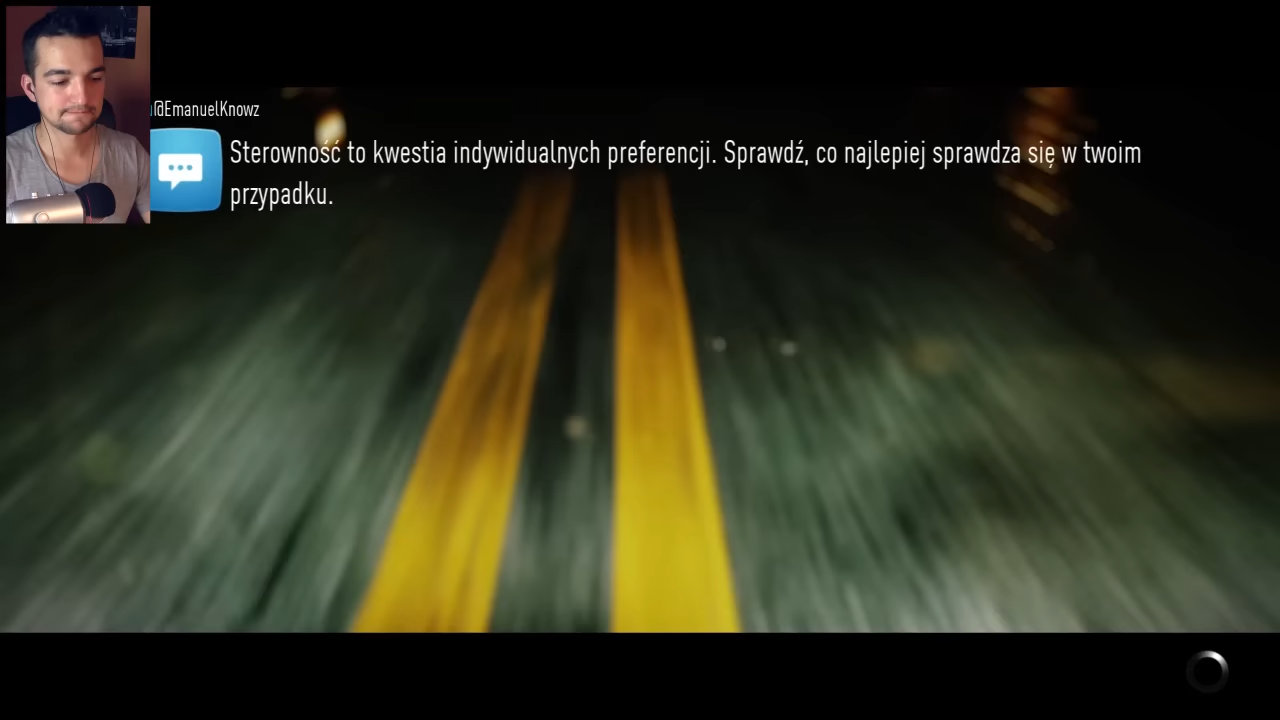 @EmanuelKnowz
Sterowność to kwestia indywidualnych preferencji. Sprawdź, co najlepiej sprawdza się w twoim
przypadku.